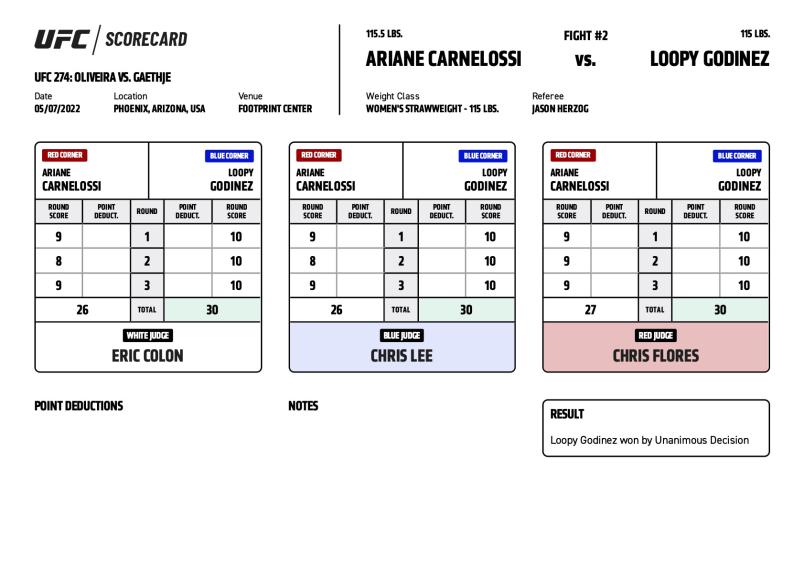 UFC / SCORECARD
UFC 274: OLIVEIRA VS. GAETHJE
Date Location Venue
05/07/2022 PHOENIX, ARIZONA, USA FOOTPRINT CENTER
115.5 LBS. FIGHT #2 115 LBS.
ARIANE CARNELOSSI VS. LOOPY GODINEZ
Weight Class Referee
WOMEN'S STRAWWEIGHT - 115 LBS. JASON HERZOG
RED CORNER BLUE CORNER
ARIANE LOOPY
CARNELOSSI GODINEZ
ROUND SCORE POINT DEDUCT. ROUND POINT DEDUCT. ROUND SCORE
9 1 10
8 2 10
9 3 10
26 TOTAL 30
WHITE JUDGE
ERIC COLON
RED CORNER BLUE CORNER
ARIANE LOOPY
CARNELOSSI GODINEZ
ROUND SCORE POINT DEDUCT. ROUND POINT DEDUCT. ROUND SCORE
9 1 10
8 2 10
9 3 10
26 TOTAL 30
BLUE JUDGE
CHRIS LEE
RED CORNER BLUE CORNER
ARIANE LOOPY
CARNELOSSI GODINEZ
ROUND SCORE POINT DEDUCT. ROUND POINT DEDUCT. ROUND SCORE
9 1 10
9 2 10
9 3 10
27 TOTAL 30
RED JUDGE
CHRIS FLORES
POINT DEDUCTIONS
NOTES
RESULT
Loopy Godinez won by Unanimous Decision